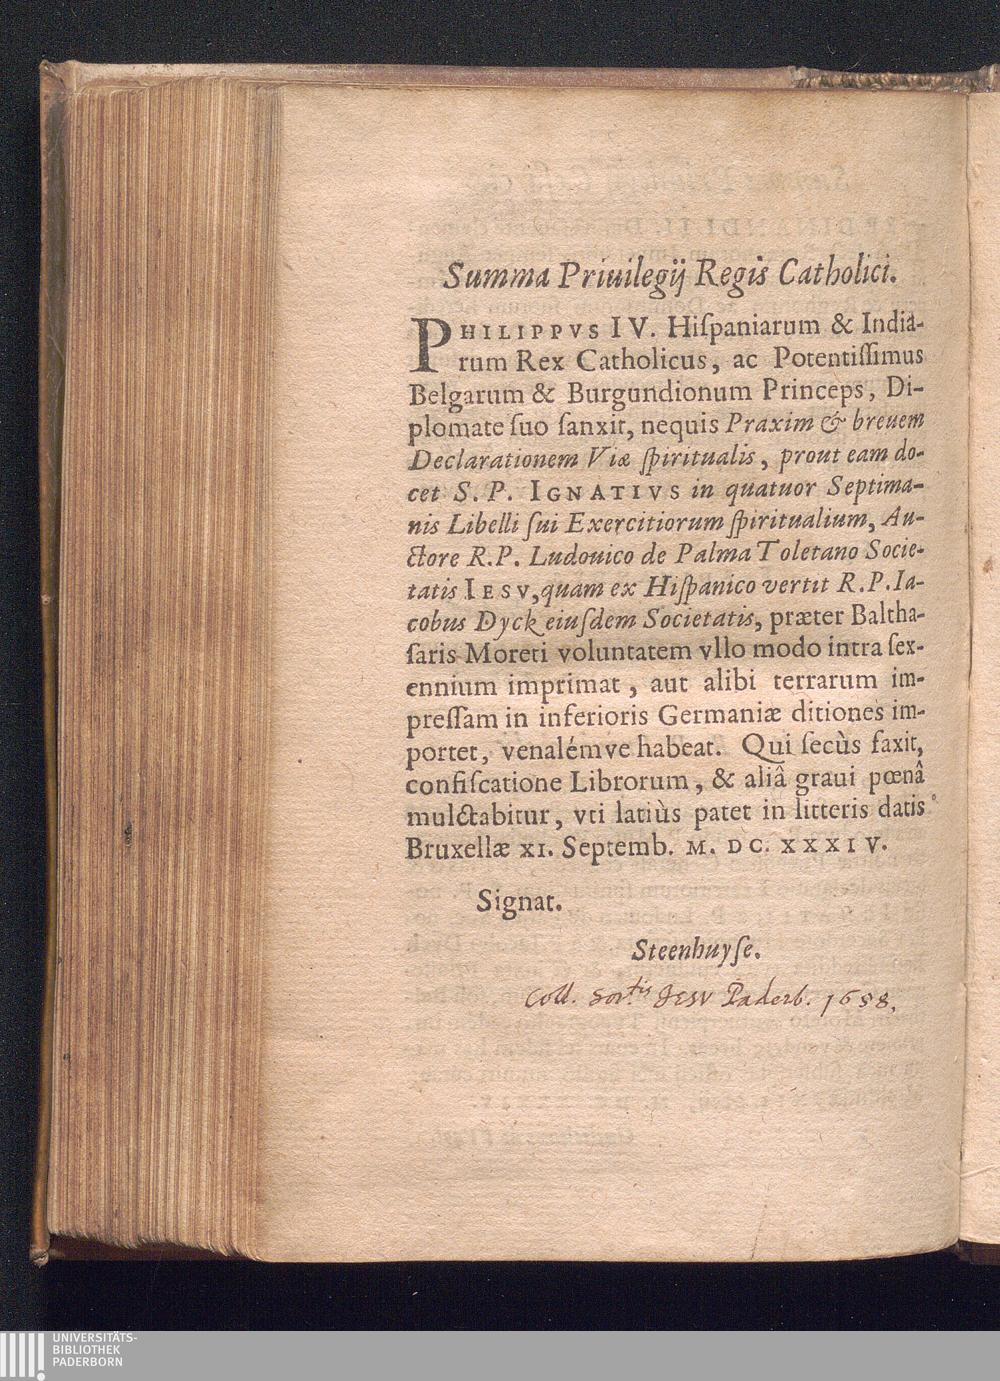 Summa Priuilegij Regis Catholici.
PHILIPPVS IV. Hiſpaniarum & Indiā-
rum Rex Catholicus, ac Potentiſſimus
Belgarum & Burgundionum Princeps, Di-
plomate ſuo ſanxit, nequis Praxim & breuem
Declarationem Viæ ſpiritualis, prout eam do-
cet S. P. IGNATIVS in quatuor Septima-
nis Libelli ſui Exercitiorum ſpiritualium, Au-
ctore R.P. Ludouico de Palma Toletano Socie-
tatis IESV, quam ex Hiſpanico vertit R.P. Ia-
cobus Dyck eiuſdem Societatis, præter Baltha-
ſaris Moreti voluntatem vllo modo intra ſex-
ennium imprimat, aut alibi terrarum im-
preſſam in inferioris Germaniæ ditiones im-
portet, venalémve habeat. Qui ſecùs faxit,
confiſcatione Librorum, & aliâ graui pœnâ
mulctabitur, vti latiùs patet in litteris datis
Bruxellæ XI. Septemb. M. DC. XXXIV.
Signat.
Steenhuyſe.
Coll. Soc.tis Jesv Paderb. 1658.
UNIVERSITÄTS-
BIBLIOTHEK
PADERBORN